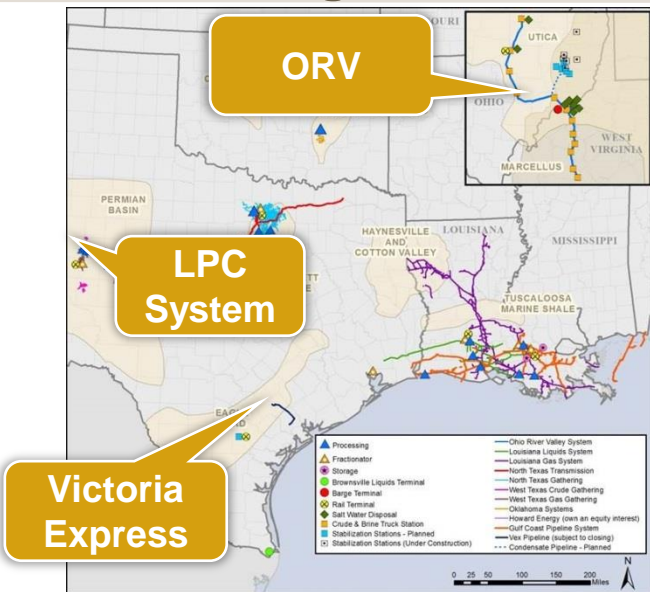 OURI
ORV
UTICA
OHIO
WEST
VIRGINIA
MARCELLUS
PERMIAN
BASIN
HAYNESVILLE
AND
COTTON VALLEY
LOUISIANA
MISSISSIPPI
LPC
System
TT
E
TUSCALOOSA
MARINE SHALE
EAG
Victoria
Express
Processing
Fractionator
Storage
Brownsville Liquids Terminal
Barge Terminal
Rail Terminal
Salt Water Disposal
Crude & Brine Truck Station
Stabilization Stations - Planned
Stabilization Stations (Under Construction)
Ohio River Valley System
Louisiana Liquids System
Louisiana Gas System
North Texas Transmission
North Texas Gathering
West Texas Crude Gathering
West Texas Gas Gathering
Oklahoma Systems
Howard Energy (own an equity interest)
Gulf Coast Pipeline System
Vex Pipeline (subject to closing)
Condensate Pipeline - Planned
N
0 25 50 100 150 200
Miles